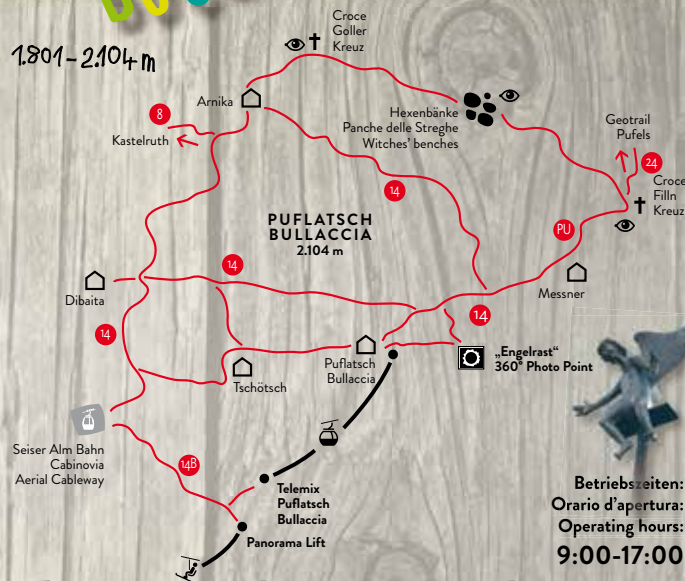 1.801 - 2.104 m
Croce
Goller
Kreuz
Arnika
8
Kastelruth
Hexenbänke
Panche delle Streghe
Witches' benches
Geotrail
Pufels
24
Croce
Filln
Kreuz
14
PU
PUFLATSCH
BULLACCIA
2.104 m
14
Dibaita
Messner
14
14
Puflatsch
Bullaccia
„Engelrast“
360° Photo Point
Tschötsch
Seiser Alm Bahn
Cabinovia
Aerial Cableway
14B
Telemix
Puflatsch
Bullaccia
Panorama Lift
Betriebszeiten:
Orario d'apertura:
Operating hours:
9:00-17:00